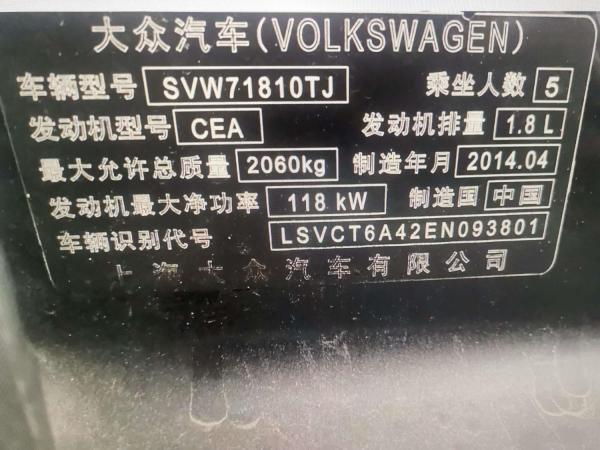 大众汽车(VOLKSWAGEN)
车辆型号 SVW71810TJ 乘坐人数 5
发动机型号 CEA 发动机排量 1.8 L
最大允许总质量 2060kg 制造年月 2014.04
发动机最大净功率 118 kW 制造国 中国
车辆识别代号 LSVCT6A42EN093801
上海大众汽车有限公司